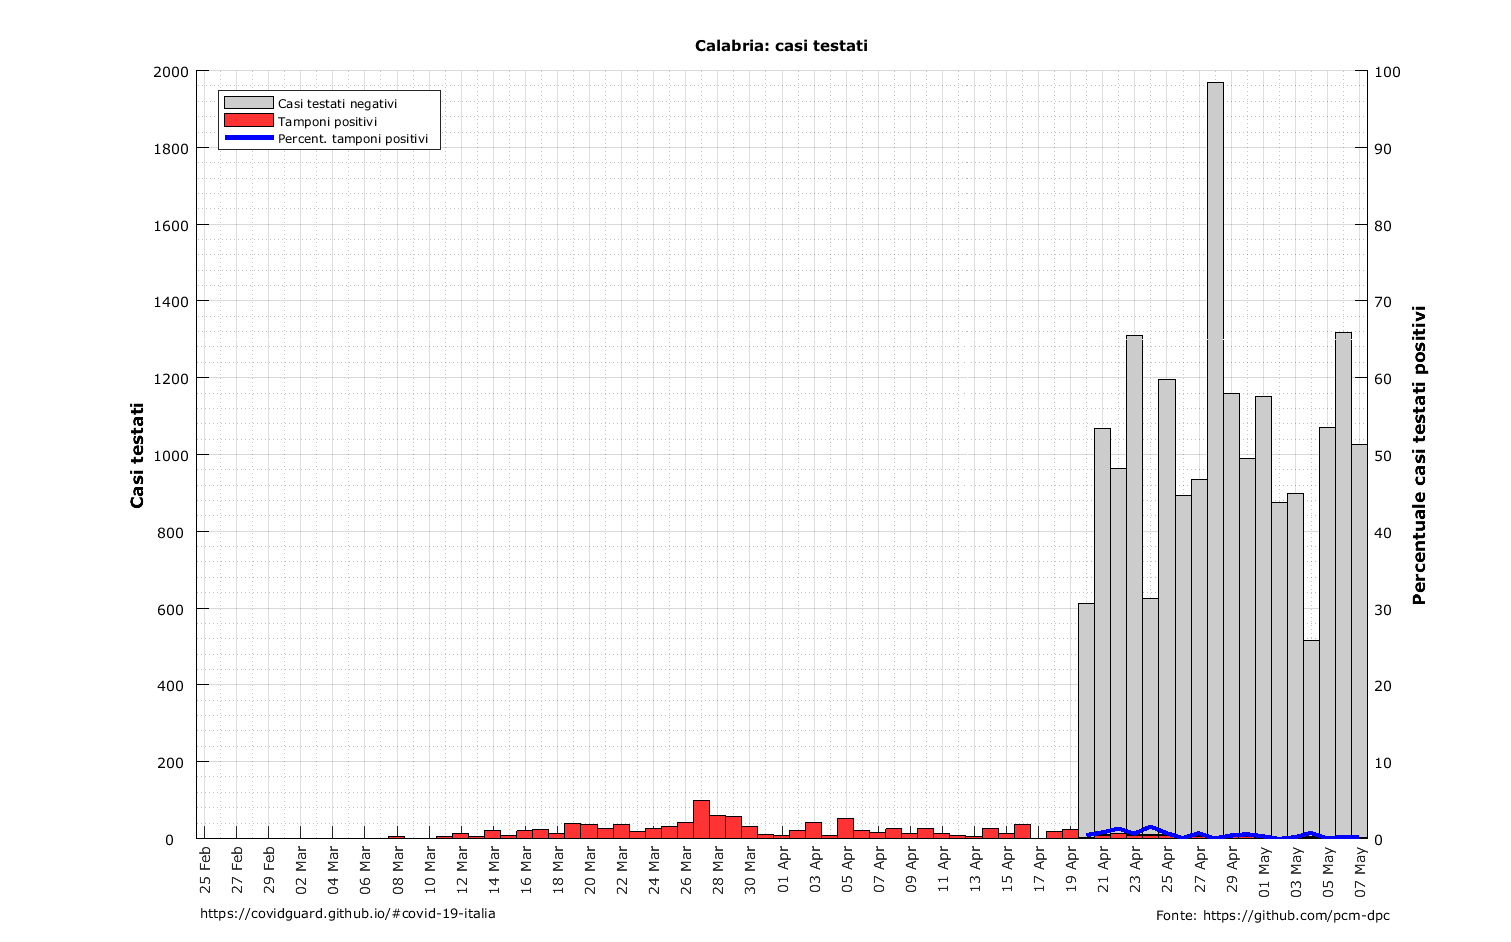 Calabria: casi testati
Casi testati negativi
Tamponi positivi
Percent. tamponi positivi
Casi testati
2000
1800
1600
1400
1200
1000
800
600
400
200
0
100
90
80
70
60
50
40
30
20
10
0
Percentuale casi testati positivi
25 Feb
27 Feb
29 Feb
02 Mar
04 Mar
06 Mar
08 Mar
10 Mar
12 Mar
14 Mar
16 Mar
18 Mar
20 Mar
22 Mar
24 Mar
26 Mar
28 Mar
30 Mar
01 Apr
03 Apr
05 Apr
07 Apr
09 Apr
11 Apr
13 Apr
15 Apr
17 Apr
19 Apr
21 Apr
23 Apr
25 Apr
27 Apr
29 Apr
01 May
03 May
05 May
07 May
https://covidguard.github.io/#covid-19-italia
Fonte: https://github.com/pcm-dpc